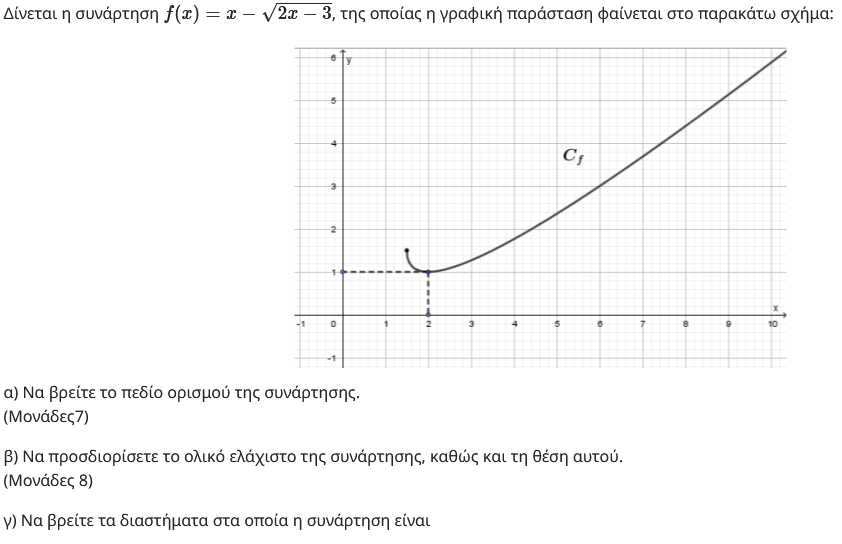 Δίνεται η συνάρτηση f(x) = x − √2x − 3, της οποίας η γραφική παράσταση φαίνεται στο παρακάτω σχήμα:
6 y
5
4
C_f
3
2
1
x
-1 0 1 2 3 4 5 6 7 8 9 10
-1
α) Να βρείτε το πεδίο ορισμού της συνάρτησης.
(Μονάδες7)
β) Να προσδιορίσετε το ολικό ελάχιστο της συνάρτησης, καθώς και τη θέση αυτού.
(Μονάδες 8)
γ) Να βρείτε τα διαστήματα στα οποία η συνάρτηση είναι